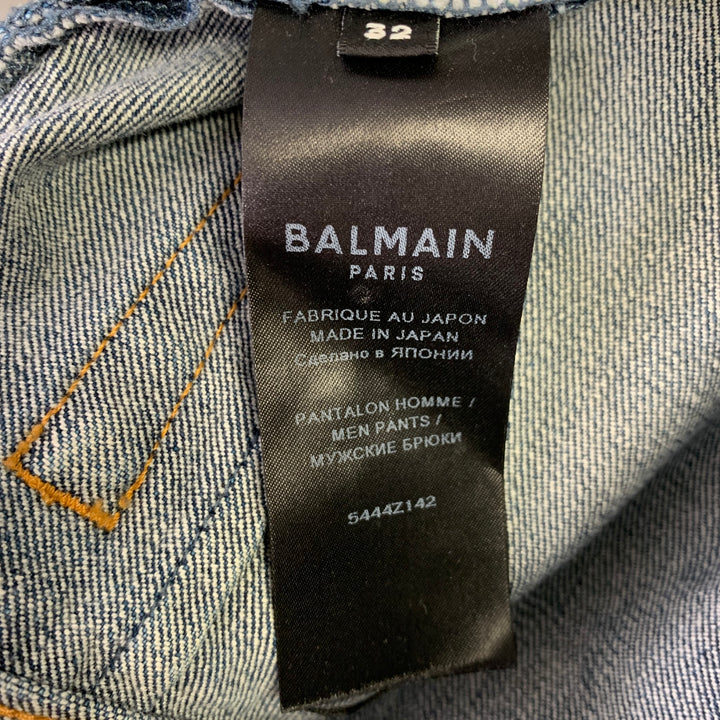 32
BALMAIN
PARIS
FABRIQUE AU JAPON
MADE IN JAPAN
Сделано в ЯПОНИИ
PANTALON HOMME /
MEN PANTS /
МУЖСКИЕ БРЮКИ
5444Z142